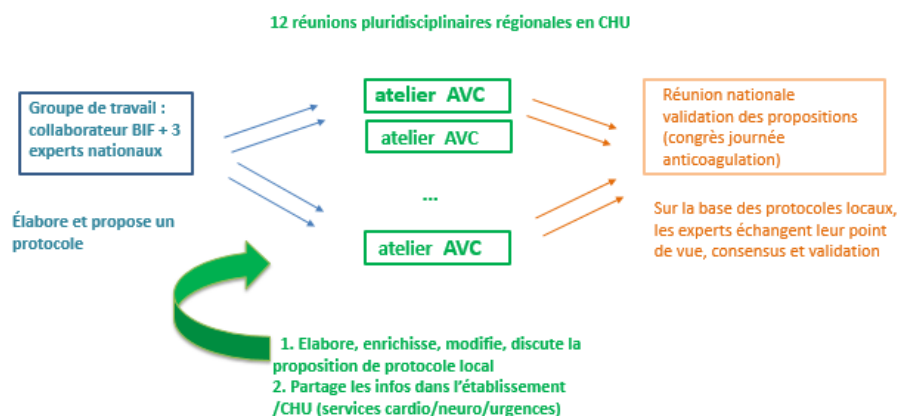 12 réunions pluridisciplinaires régionales en CHU
Groupe de travail :
collaborateur BIF + 3
experts nationaux
Élabore et propose un
protocole
atelier AVC
atelier AVC
...
atelier AVC
1. Elabore, enrichisse, modifie, discute la
proposition de protocole local
2. Partage les infos dans l'établissement
/CHU (services cardio/neuro/urgences)
Réunion nationale
validation des propositions
(congrès journée
anticoagulation)
Sur la base des protocoles locaux,
les experts échangent leur point
de vue, consensus et validation